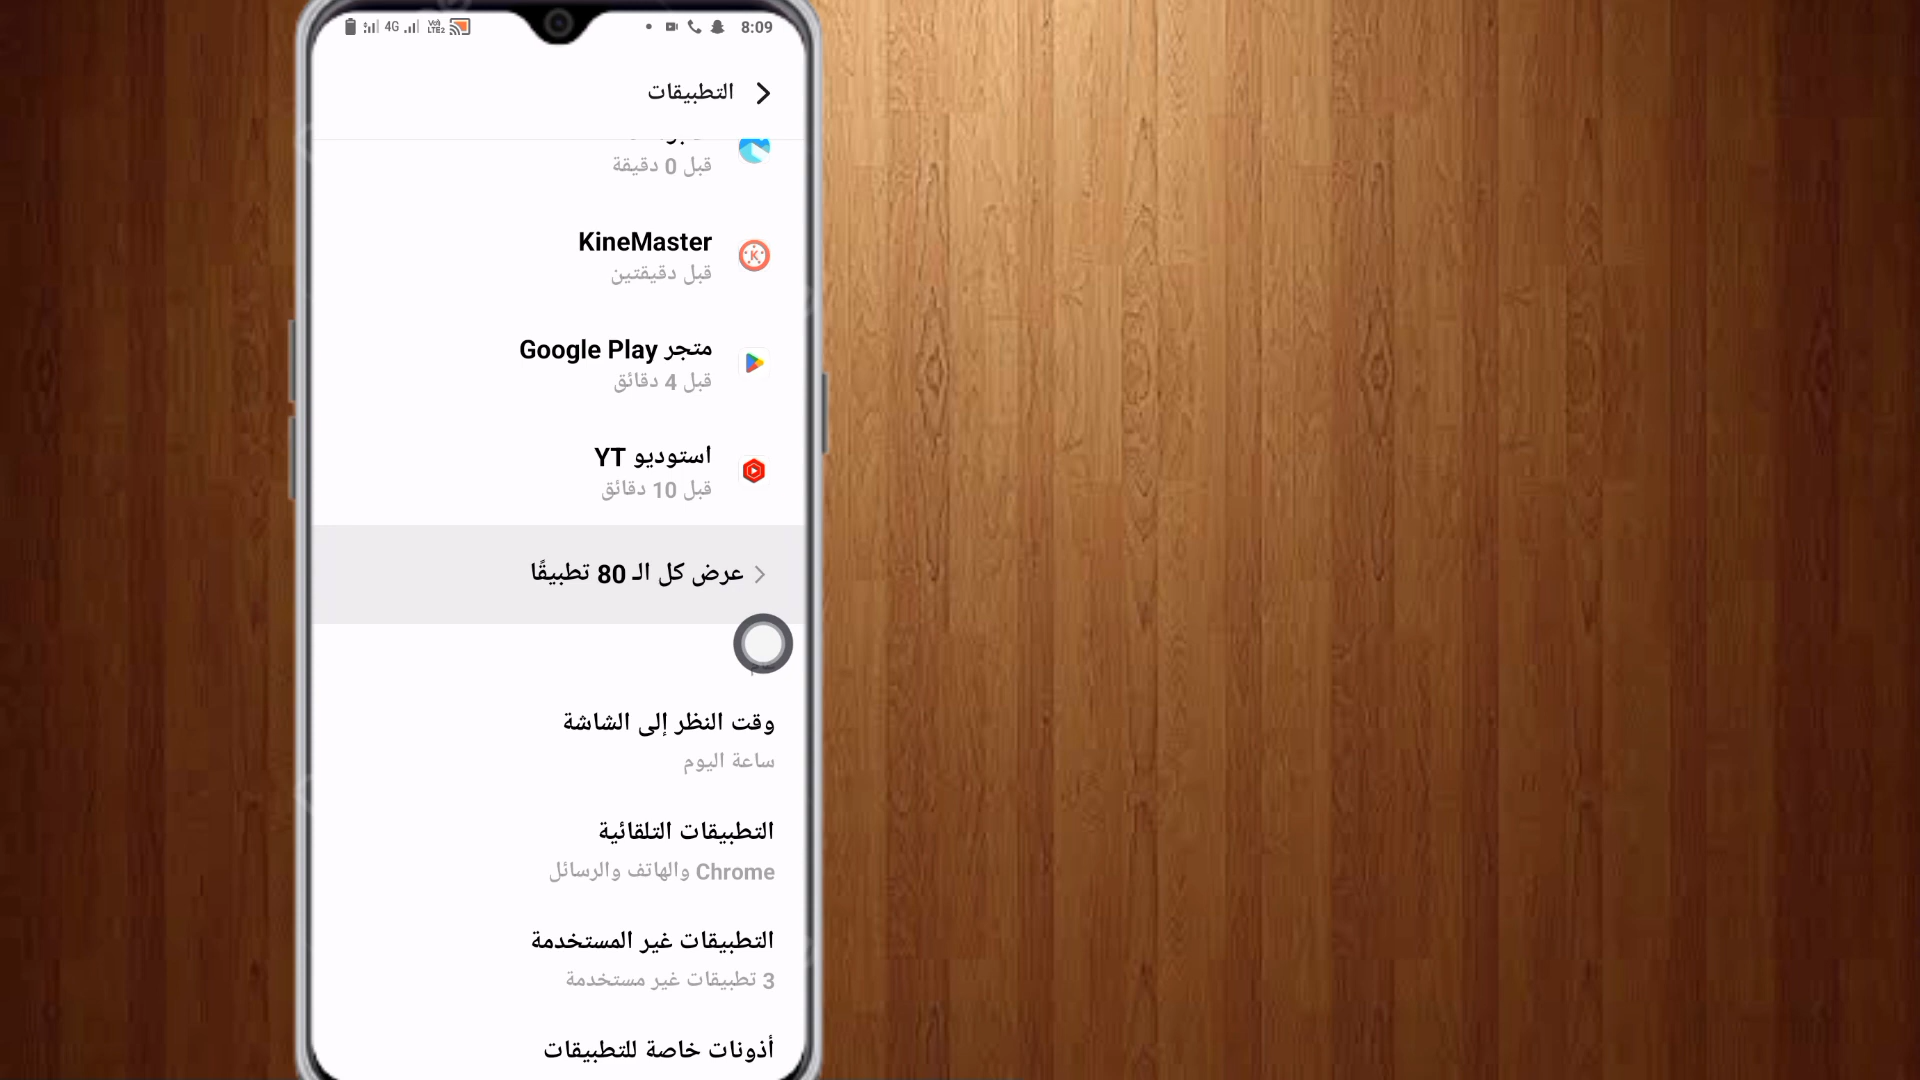 4G VoLTE2 8:09
التطبيقات
قبل 0 دقيقة
KineMaster
قبل دقيقتين
متجر Google Play
قبل 4 دقائق
استوديو YT
قبل 10 دقائق
عرض كل الـ 80 تطبيقًا
وقت النظر إلى الشاشة
ساعة اليوم
التطبيقات التلقائية
Chrome والهاتف والرسائل
التطبيقات غير المستخدمة
3 تطبيقات غير مستخدمة
أذونات خاصة للتطبيقات